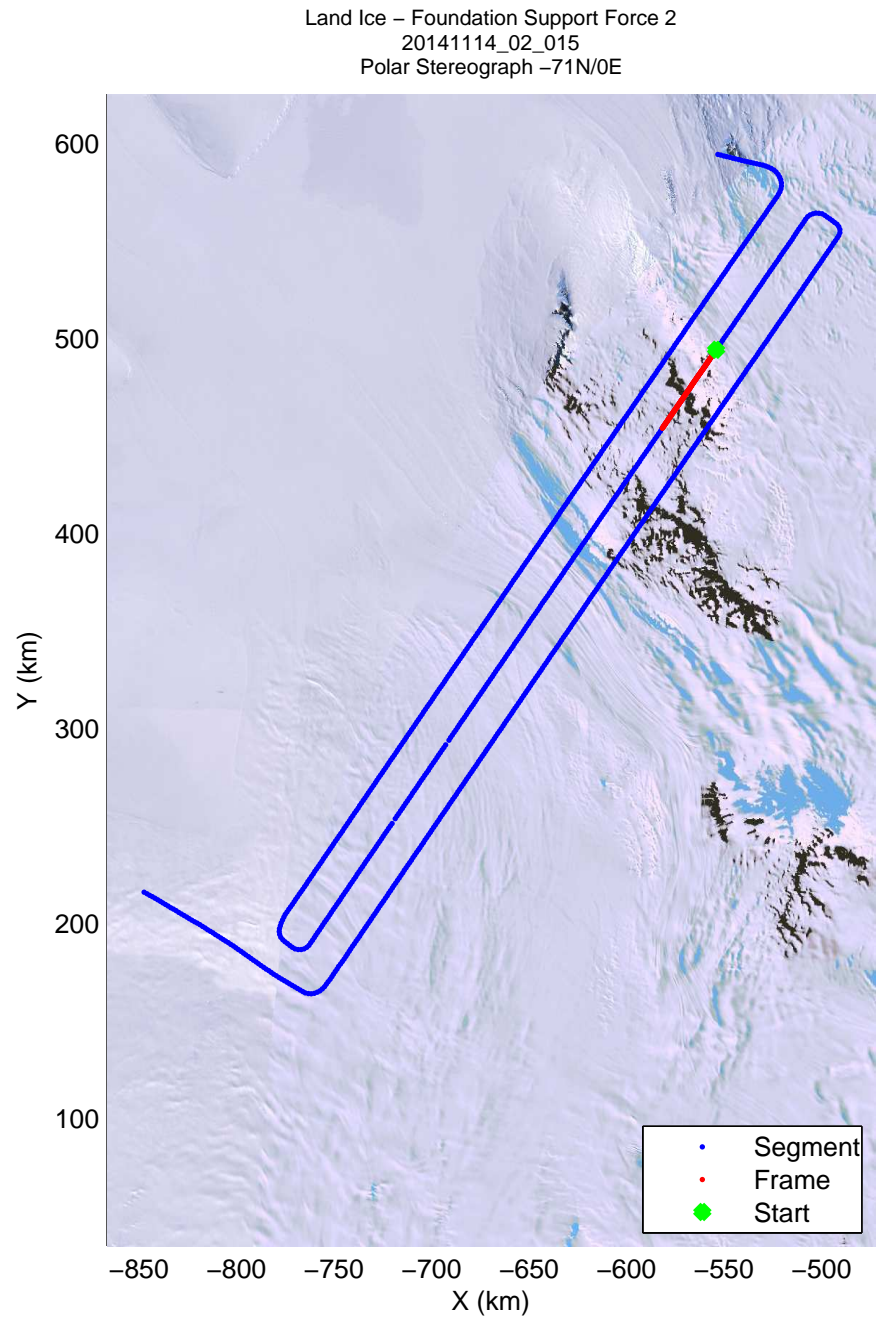 Land Ice − Foundation Support Force 2
20141114_02_015
Polar Stereograph −71N/0E
600
500
400
300
200
100
Y (km)
−850 −800 −750 −700 −650 −600 −550 −500
X (km)
Segment
Frame
Start